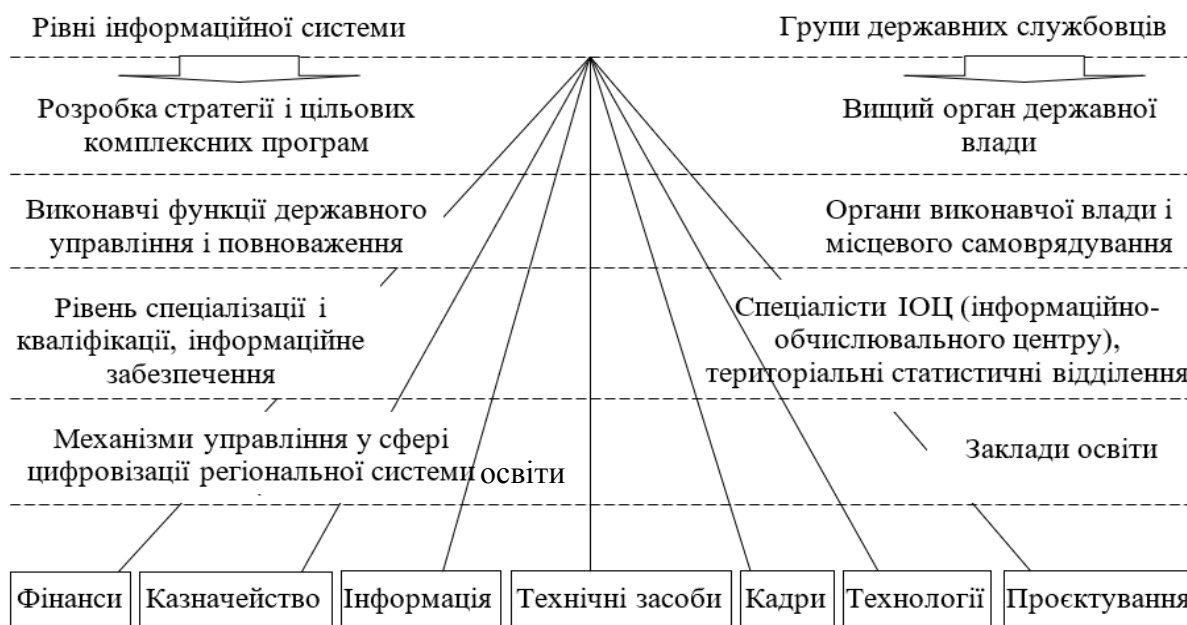 Рівні інформаційної системи
Групи державних службовців
Розробка стратегії і цільових
комплексних програм
Вищий орган державної
влади
Виконавчі функції державного
управління і повноваження
Органи виконавчої влади і
місцевого самоврядування
Рівень спеціалізації і
кваліфікації, інформаційне
забезпечення
Спеціалісти ІОЦ (інформаційно-
обчислювального центру),
територіальні статистичні відділення
Механізми управління у сфері
цифровізації регіональної системи освіти
Заклади освіти
Фінанси
Казначейство
Інформація
Технічні засоби
Кадри
Технології
Проєктування